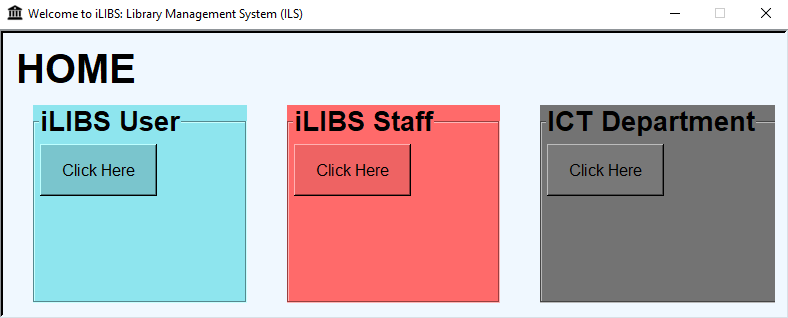 Welcome to iLIBS: Library Management System (ILS)
HOME
iLIBS User
iLIBS Staff
ICT Department
Click Here
Click Here
Click Here